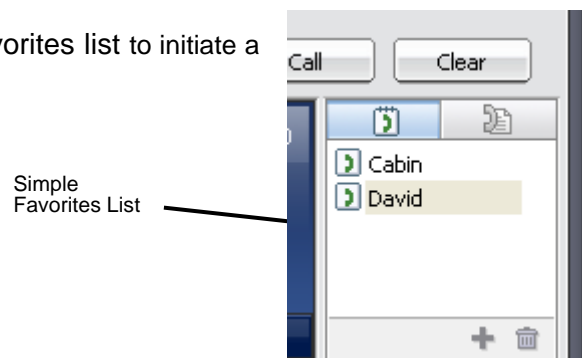 vorites list to initiate a
Call
Clear
Cabin
David
Simple
Favorites List